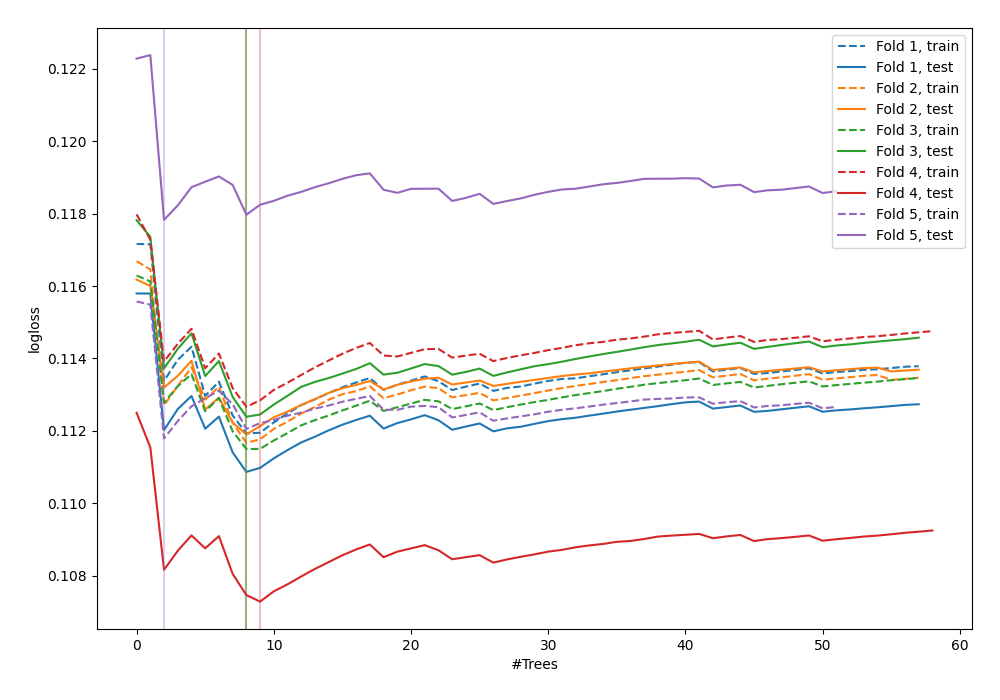 0.122
0.120
0.118
0.116
0.114
0.112
0.110
0.108
logloss
0
10
20
30
40
50
60
#Trees
Fold 1, train
Fold 1, test
Fold 2, train
Fold 2, test
Fold 3, train
Fold 3, test
Fold 4, train
Fold 4, test
Fold 5, train
Fold 5, test